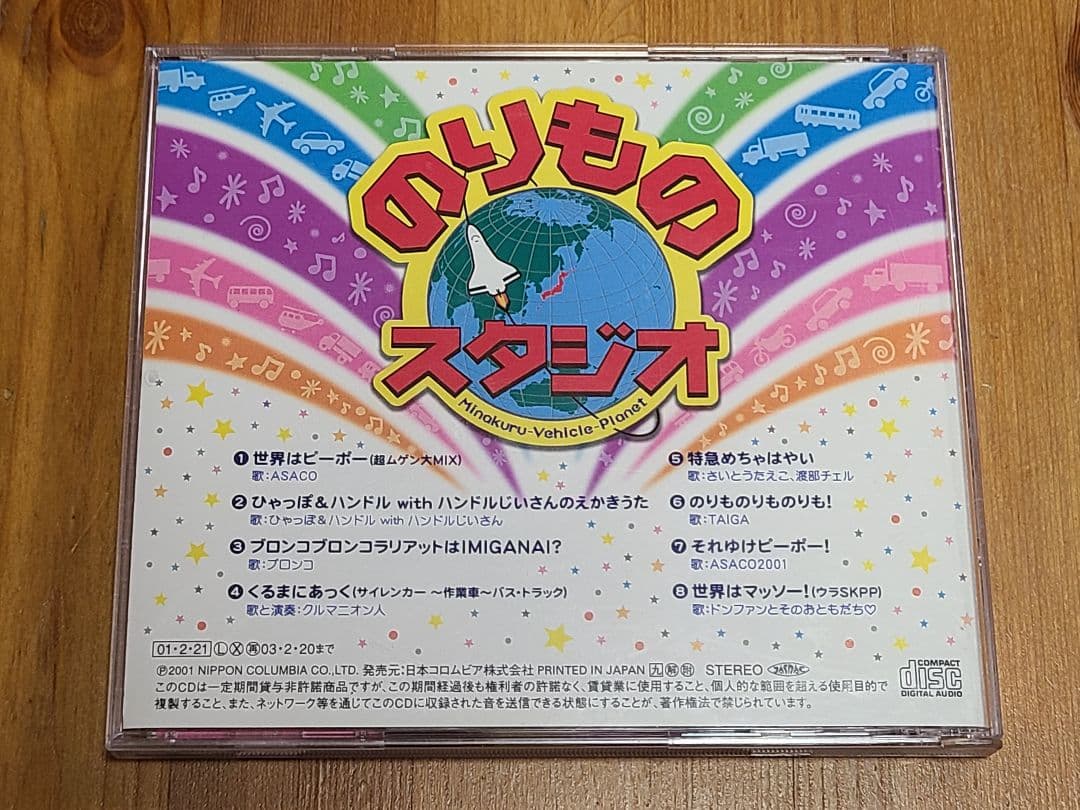 のりもの
スタジオ
Minakuru-Vehicle-Planet
❶世界はピーポー(超ムゲン大MIX)
歌:ASACO
❷ひゃっぽ&ハンドル with ハンドルじいさんのえかきうた
歌:ひゃっぽ&ハンドル with ハンドルじいさん
❸ブロンコブロンコラリアットはIMIGANAI?
歌:ブロンコ
❹くるまにあっく(サイレンカー 〜作業車〜バス・トラック)
歌と演奏:クルマニオン人
❺特急めちゃはやい
歌:さいとうたえこ、渡部チェル
❻のりものりものりも!
歌:TAIGA
❼それゆけピーポー!
歌:ASACO2001
❽世界はマッソー!(ウラSKPP)
歌:ドンファンとそのおともだち♡
01・2・21 Ⓛ Ⓧ ㊢03・2・20まで
℗2001 NIPPON COLUMBIA CO., LTD. 発売元:日本コロムビア株式会社 PRINTED IN JAPAN 九 解 STEREO
このCDは一定期間貸与非許諾商品ですが、この期間経過後も権利者の許諾なく、賃貸業に使用すること、個人的な範囲を超える使用目的で
複製すること、また、ネットワーク等を通じてこのCDに収録された音を送信できる状態にすることが、著作権法で禁じられています。
COMPACT
disc
DIGITAL AUDIO